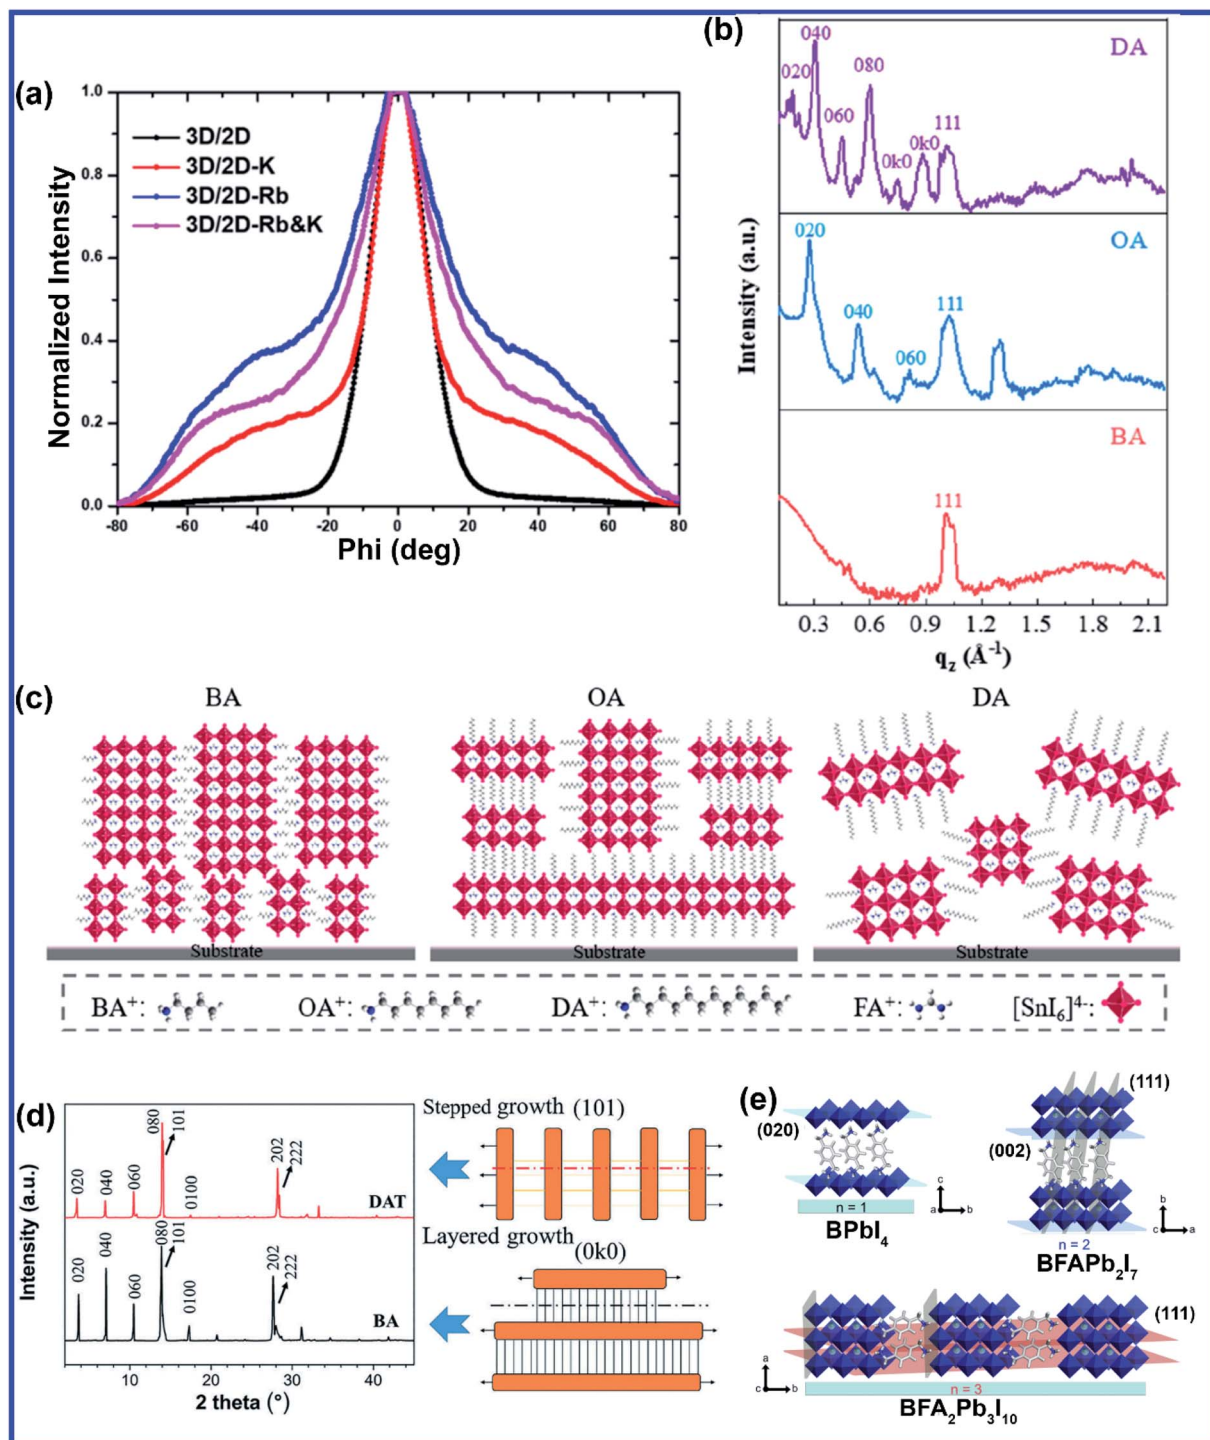 (a)
1.0
0.8
0.6
0.4
0.2
0.0
Normalized Intensity
3D/2D
3D/2D-K
3D/2D-Rb
3D/2D-Rb&K
-80 -60 -40 -20 0 20 40 60 80
Phi (deg)
(b)
DA
020
040
060
080
0k0
0k0
111
OA
020
040
060
111
BA
111
Intensity (a.u.)
0.3 0.6 0.9 1.2 1.5 1.8 2.1
q_z (Å⁻¹)
(c)
BA OA DA
Substrate Substrate Substrate
BA⁺: OA⁺: DA⁺: FA⁺: [SnI₆]⁴⁻:
(d)
Intensity (a.u.)
020
040
060
080
101
0100
202
222
DAT
020
040
060
080
101
0100
202
222
BA
10 20 30 40
2 theta (°)
Stepped growth (101)
Layered growth
(0k0)
(e)
(020)
n = 1
BPbI₄
c
a b
(111)
(002)
n = 2
BFAPb₂I₇
b
c a
(111)
a
c b
n = 3
BFA₂Pb₃I₁₀